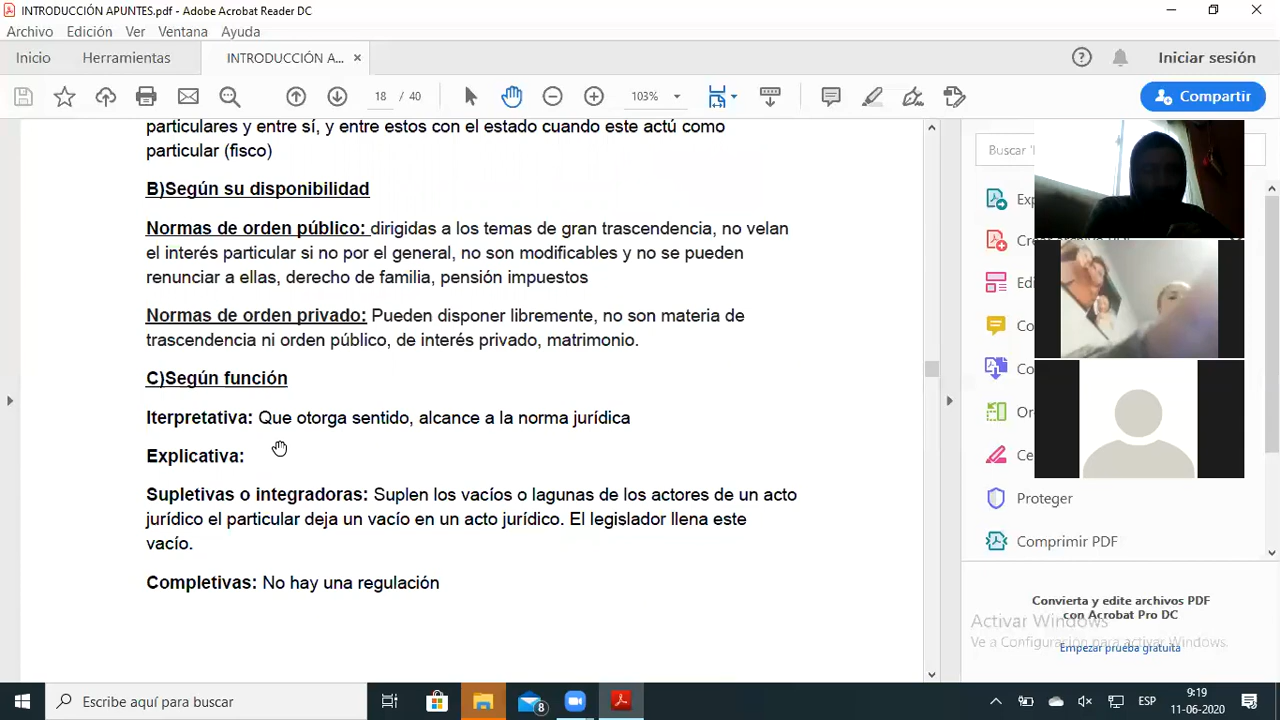 INTRODUCCIÓN APUNTES.pdf - Adobe Acrobat Reader DC
Archivo Edición Ver Ventana Ayuda
Inicio Herramientas INTRODUCCIÓN A... × Iniciar sesión
18 / 40 103% Compartir
particulares y entre sí, y entre estos con el estado cuando este actú como
particular (fisco)
B)Según su disponibilidad
Normas de orden público: dirigidas a los temas de gran trascendencia, no velan
el interés particular si no por el general, no son modificables y no se pueden
renunciar a ellas, derecho de familia, pensión impuestos
Normas de orden privado: Pueden disponer libremente, no son materia de
trascendencia ni orden público, de interés privado, matrimonio.
C)Según función
Iterpretativa: Que otorga sentido, alcance a la norma jurídica
Explicativa:
Supletivas o integradoras: Suplen los vacíos o lagunas de los actores de un acto
jurídico el particular deja un vacío en un acto jurídico. El legislador llena este
vacío.
Completivas: No hay una regulación
Buscar
Proteger
Comprimir PDF
Convierta y edite archivos PDF
con Acrobat Pro DC
Activar Windows
Ve a Configuración para activar Windows.
Empezar prueba gratuita
Escribe aquí para buscar
8
ESP
9:19
11-06-2020